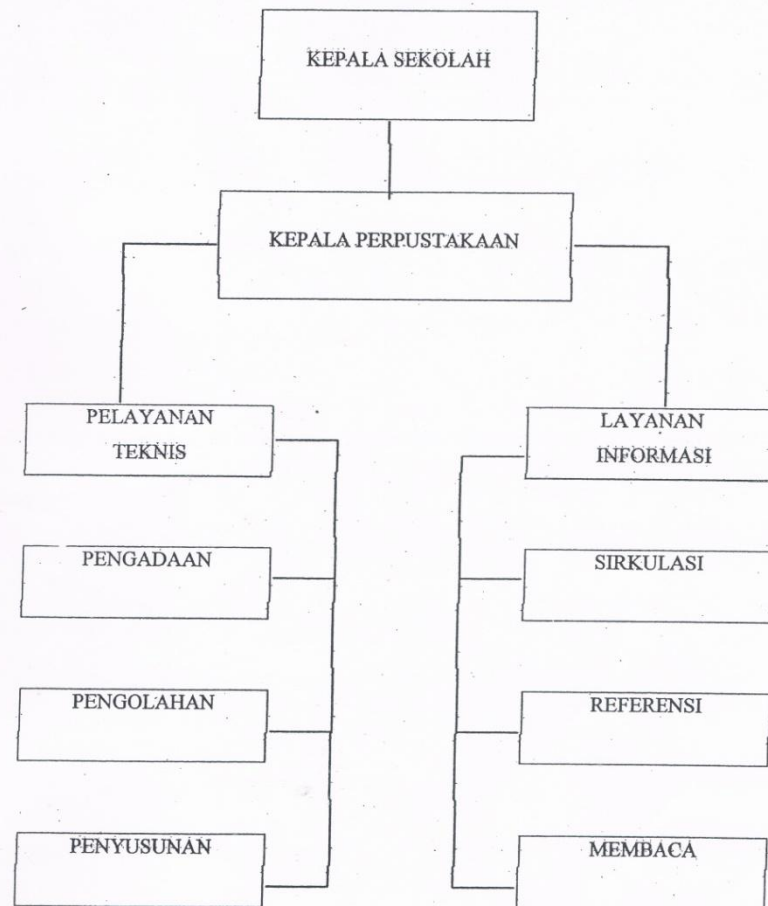 KEPALA SEKOLAH
KEPALA PERPUSTAKAAN
PELAYANAN
TEKNIS
PENGADAAN
PENGOLAHAN
PENYUSUNAN
LAYANAN
INFORMASI
SIRKULASI
REFERENSI
MEMBACA